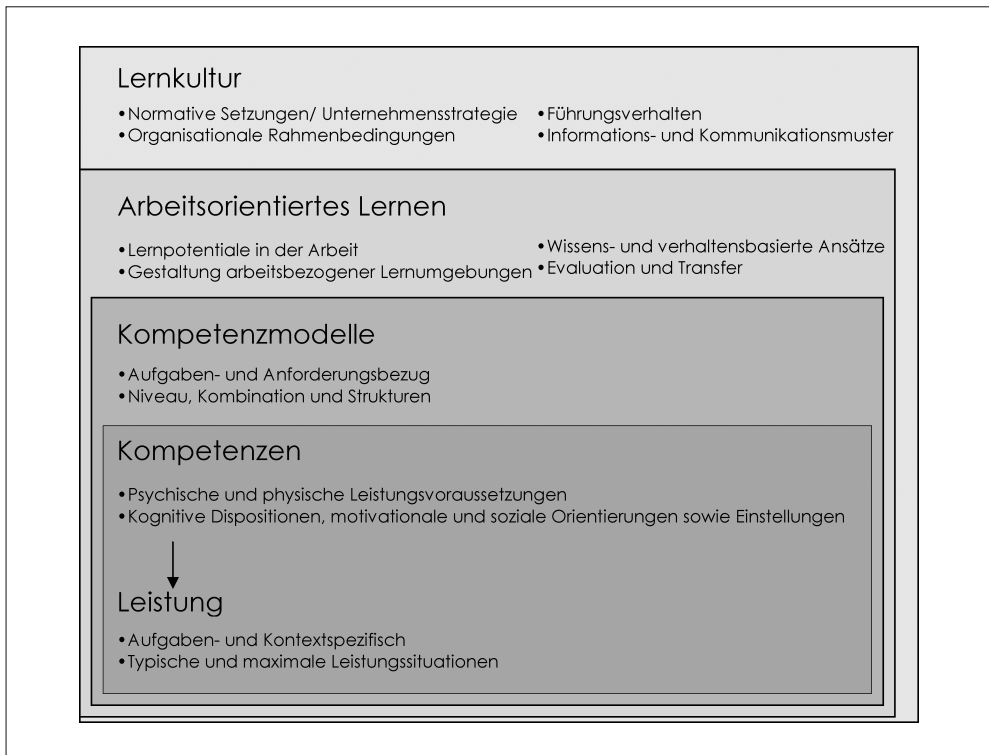 Lernkultur
•Normative Setzungen/ Unternehmensstrategie
•Organisationale Rahmenbedingungen
•Führungsverhalten
•Informations- und Kommunikationsmuster
Arbeitsorientiertes Lernen
•Lernpotentiale in der Arbeit
•Gestaltung arbeitsbezogener Lernumgebungen
•Wissens- und verhaltensbasierte Ansätze
•Evaluation und Transfer
Kompetenzmodelle
•Aufgaben- und Anforderungsbezug
•Niveau, Kombination und Strukturen
Kompetenzen
•Psychische und physische Leistungsvoraussetzungen
•Kognitive Dispositionen, motivationale und soziale Orientierungen sowie Einstellungen
Leistung
•Aufgaben- und Kontextspezifisch
•Typische und maximale Leistungssituationen